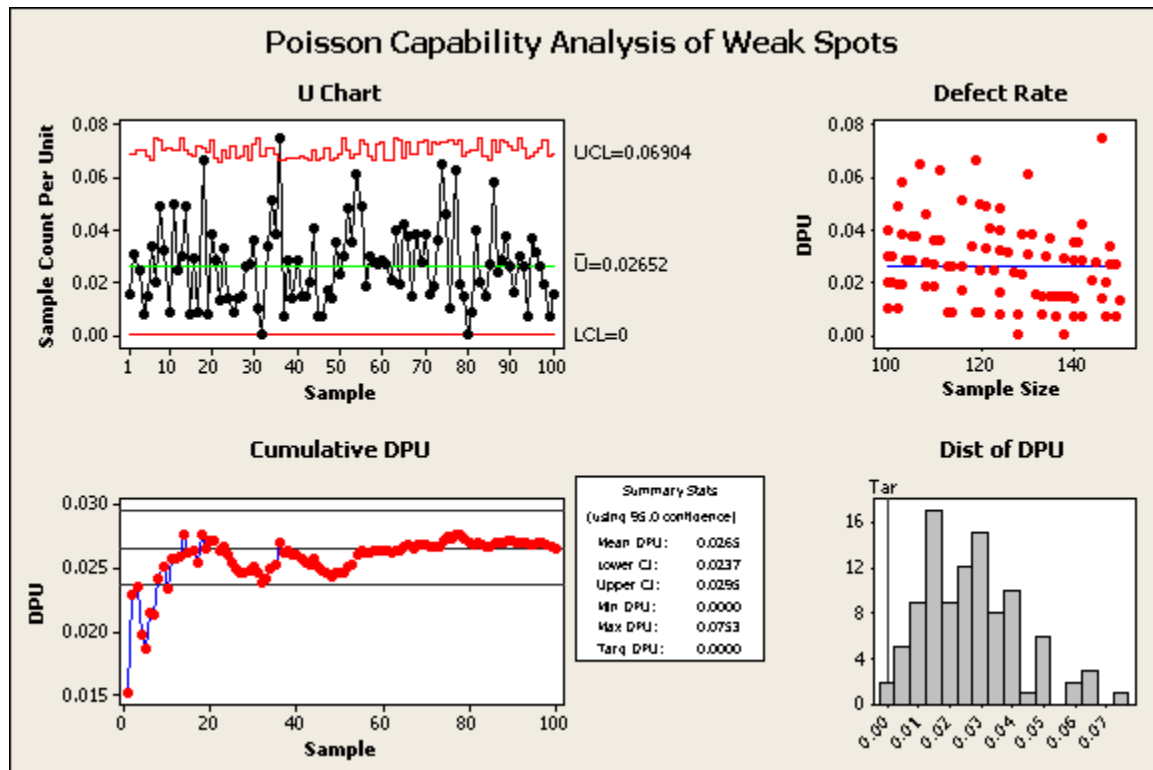 Poisson Capability Analysis of Weak Spots
U Chart
Sample Count Per Unit
0.08
0.06
0.04
0.02
0.00
UCL=0.06904
U̅=0.02652
LCL=0
1 10 20 30 40 50 60 70 80 90 100
Sample
Defect Rate
DPU
0.08
0.06
0.04
0.02
0.00
100 120 140
Sample Size
Cumulative DPU
DPU
0.030
0.025
0.020
0.015
0 20 40 60 80 100
Sample
Summary Stats
(using 95.0 confidence)
Mean DPU: 0.0265
Lower CI: 0.0237
Upper CI: 0.0295
Min DPU: 0.0000
Max DPU: 0.0753
Targ DPU: 0.0000
Dist of DPU
Tar
16
12
8
4
0
0.00 0.01 0.02 0.03 0.04 0.05 0.06 0.07